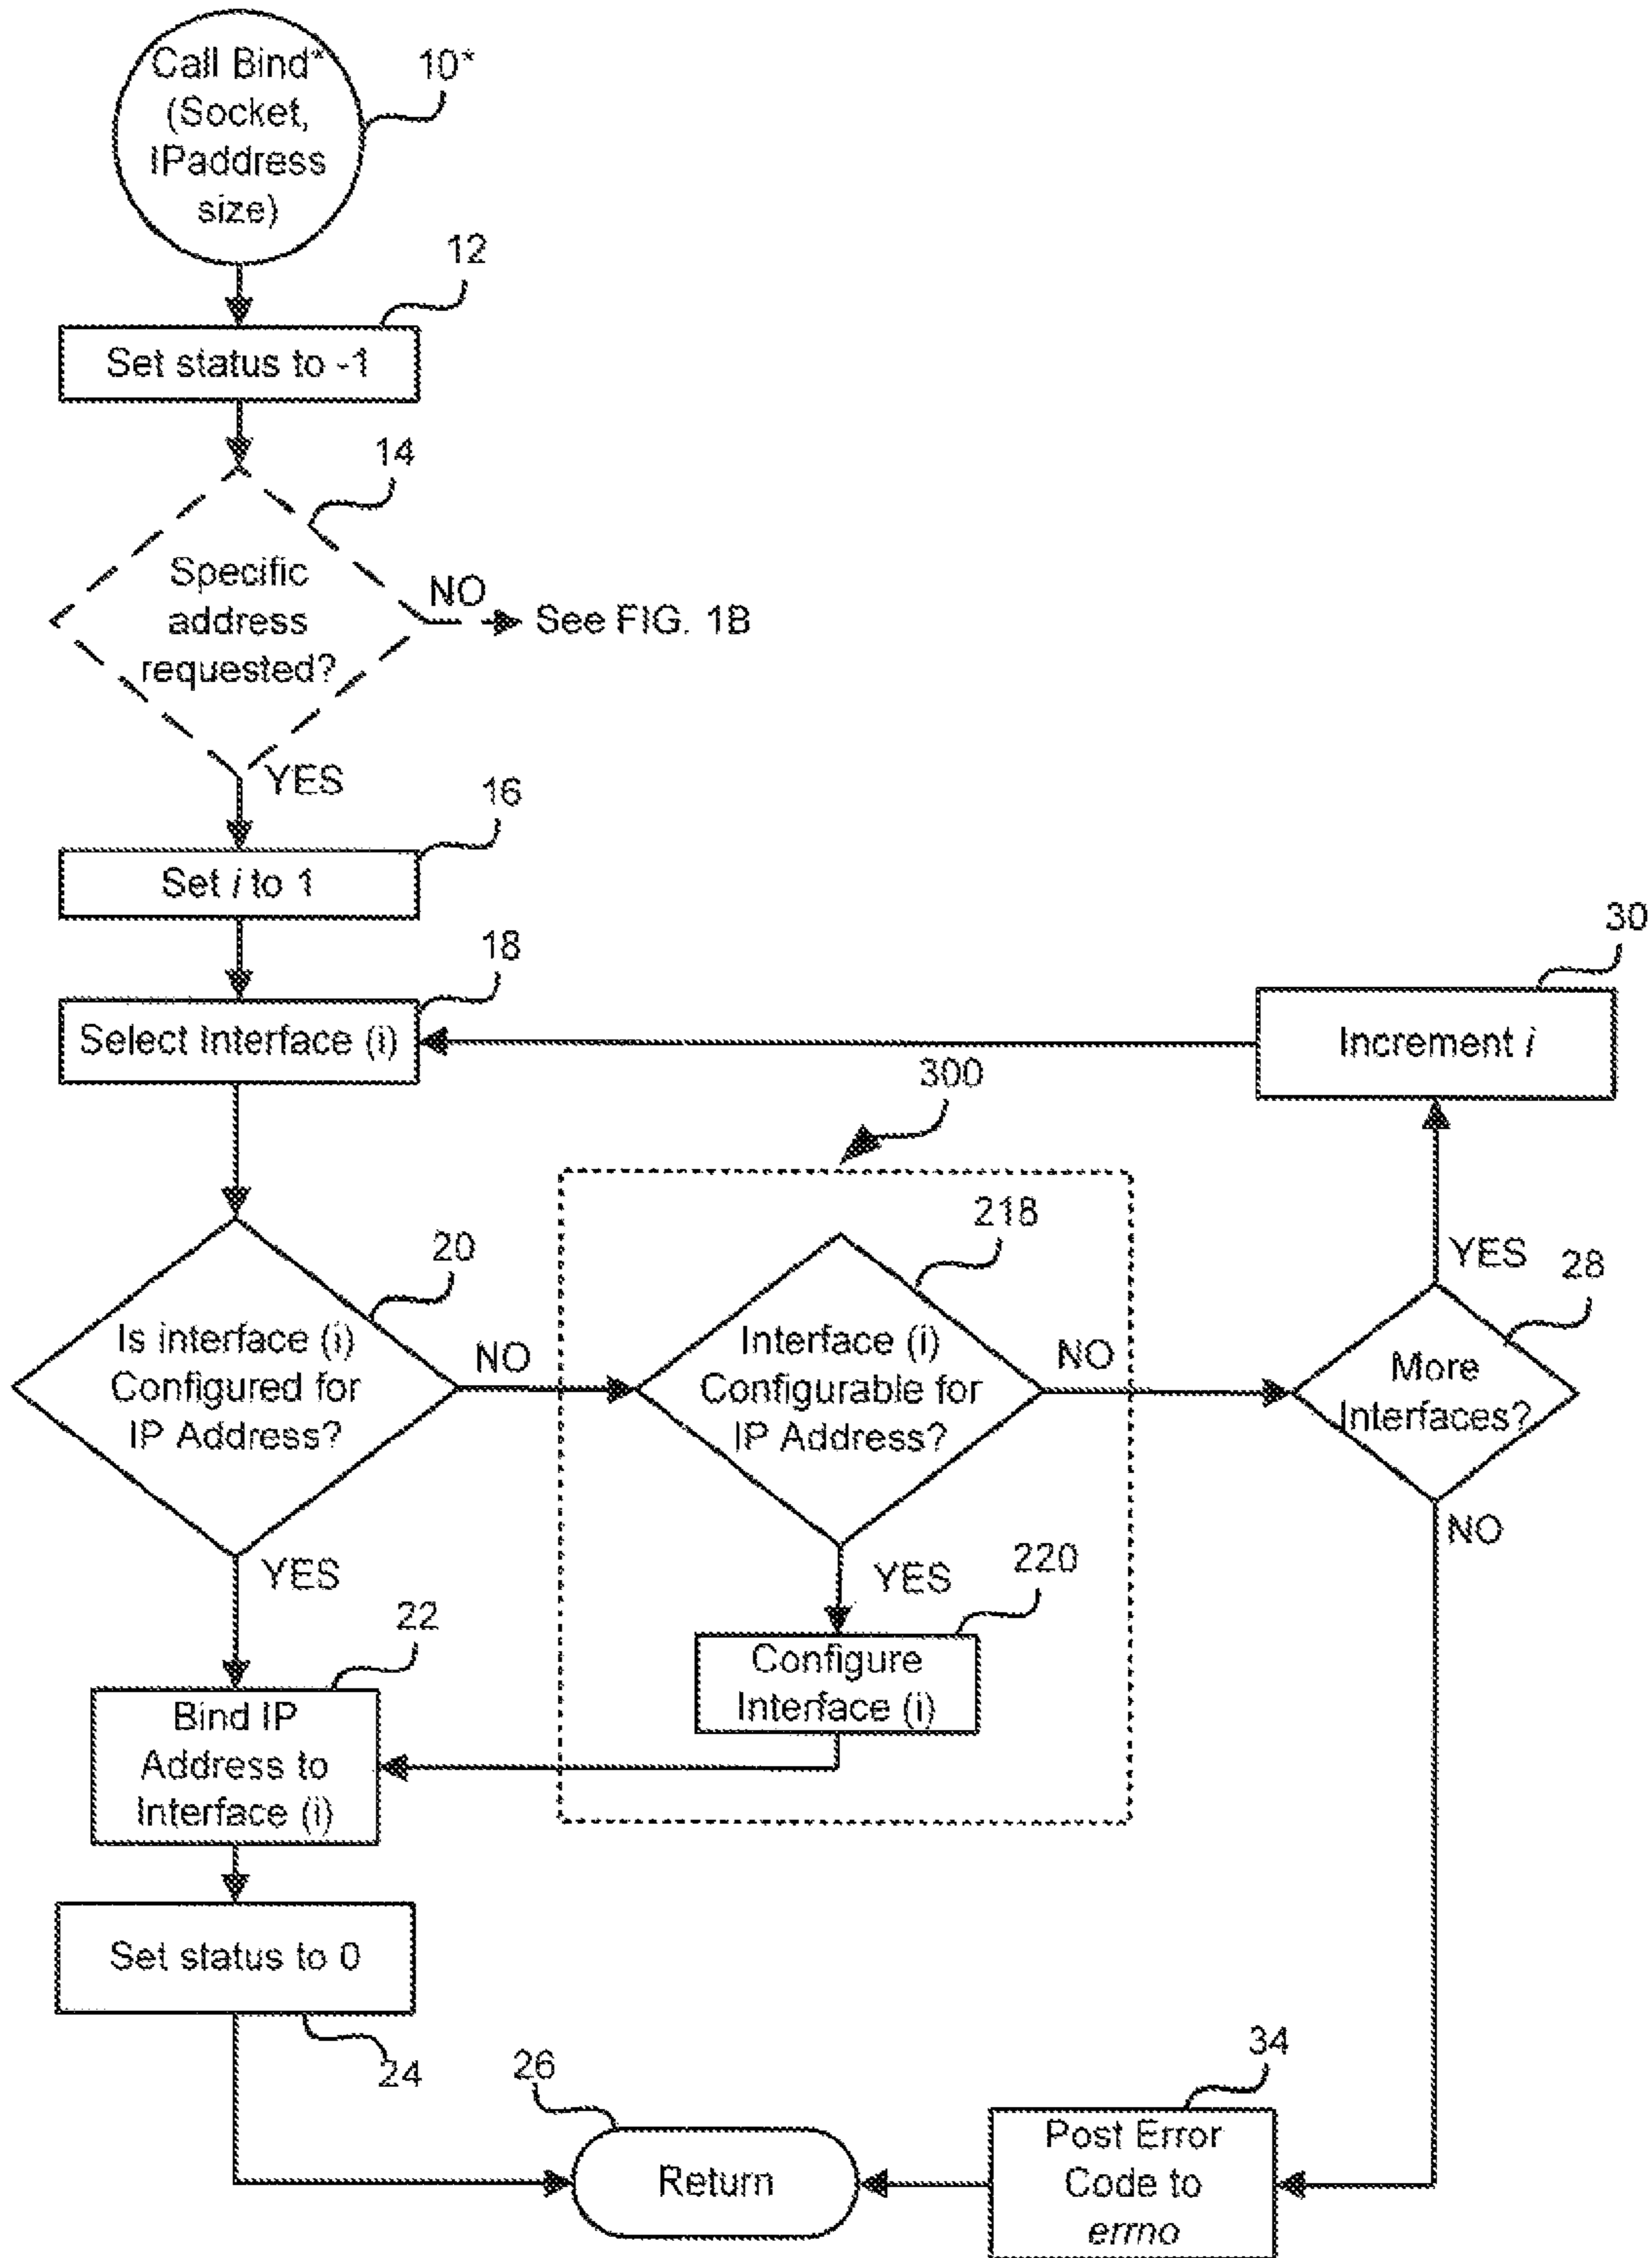 Call Bind*
(Socket,
IPaddress
size)
10*
12
Set status to -1
14
Specific
address
requested?
NO
See FIG. 1B
YES
16
Set i to 1
18
Select Interface (i)
30
Increment i
300
20
Is interface (i)
Configured for
IP Address?
NO
218
Interface (i)
Configurable for
IP Address?
NO
YES
28
More
Interfaces?
NO
YES
YES
220
Configure
Interface (i)
22
Bind IP
Address to
Interface (i)
Set status to 0
24
26
Return
34
Post Error
Code to
errno